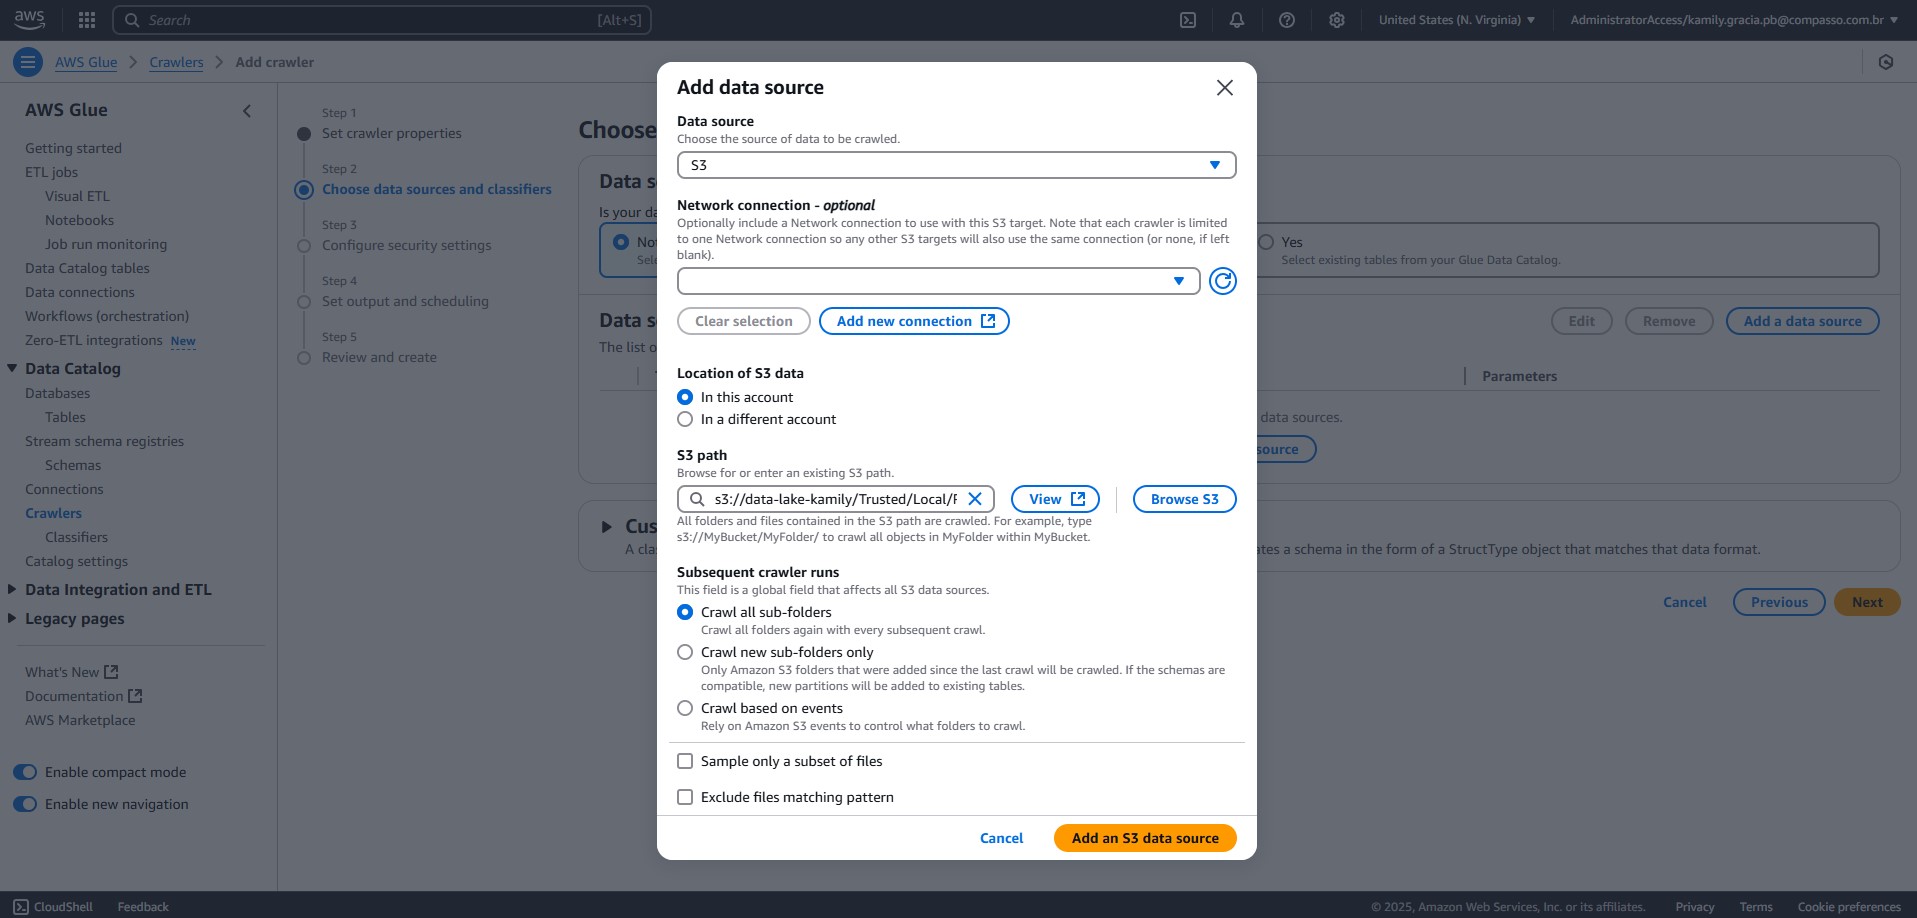 aws
Search
[Alt+S]
United States (N. Virginia)
AdministratorAccess/kamily.gracia.pb@compasso.com.br
AWS Glue
Crawlers
Add crawler
AWS Glue
Getting started
ETL jobs
Visual ETL
Notebooks
Job run monitoring
Data Catalog tables
Data connections
Workflows (orchestration)
Zero-ETL integrations New
Data Catalog
Databases
Tables
Stream schema registries
Schemas
Connections
Crawlers
Classifiers
Catalog settings
Data Integration and ETL
Legacy pages
What's New
Documentation
AWS Marketplace
Enable compact mode
Enable new navigation
Step 1
Set crawler properties
Step 2
Choose data sources and classifiers
Step 3
Configure security settings
Step 4
Set output and scheduling
Step 5
Review and create
Choose
Data s
Is your da
Yes
Select existing tables from your Glue Data Catalog.
Data s
Edit
Remove
Add a data source
The list o
Parameters
data sources.
source
Cus
A cla
ates a schema in the form of a StructType object that matches that data format.
Cancel
Previous
Next
Add data source
Data source
Choose the source of data to be crawled.
S3
Network connection - optional
Optionally include a Network connection to use with this S3 target. Note that each crawler is limited
to one Network connection so any other S3 targets will also use the same connection (or none, if left
blank).
Clear selection
Add new connection
Location of S3 data
In this account
In a different account
S3 path
Browse for or enter an existing S3 path.
s3://data-lake-kamily/Trusted/Local/
View
Browse S3
All folders and files contained in the S3 path are crawled. For example, type
s3://MyBucket/MyFolder/ to crawl all objects in MyFolder within MyBucket.
Subsequent crawler runs
This field is a global field that affects all S3 data sources.
Crawl all sub-folders
Crawl all folders again with every subsequent crawl.
Crawl new sub-folders only
Only Amazon S3 folders that were added since the last crawl will be crawled. If the schemas are
compatible, new partitions will be added to existing tables.
Crawl based on events
Rely on Amazon S3 events to control what folders to crawl.
Sample only a subset of files
Exclude files matching pattern
Cancel
Add an S3 data source
CloudShell
Feedback
© 2025, Amazon Web Services, Inc. or its affiliates.
Privacy
Terms
Cookie preferences